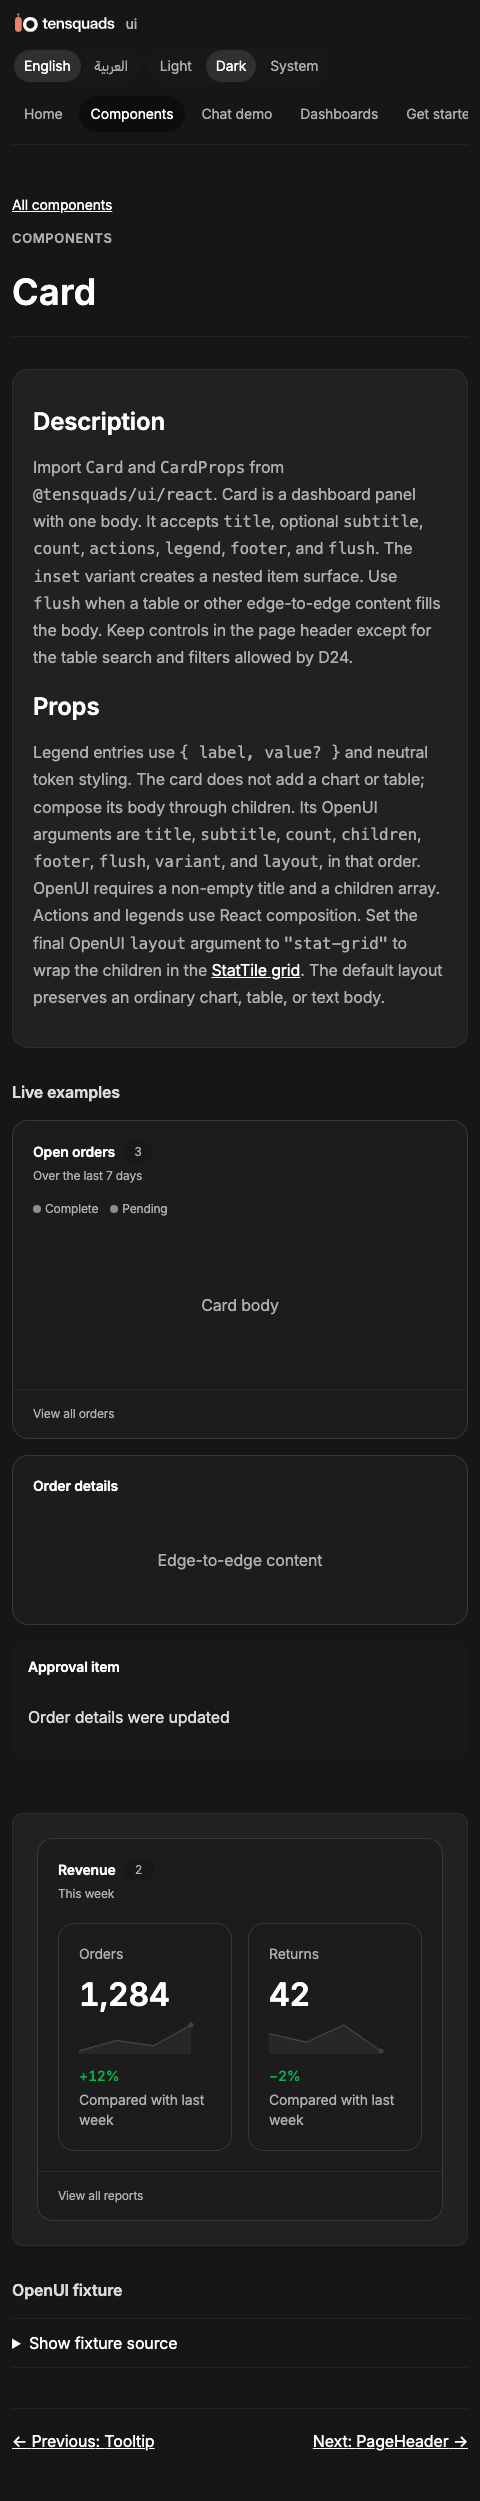 tensquads ui
English العربية Light Dark System
Home Components Chat demo Dashboards Get starte
All components
COMPONENTS
Card
Description
Import Card and CardProps from
@tensquads/ui/react. Card is a dashboard panel
with one body. It accepts title, optional subtitle,
count, actions, legend, footer, and flush. The
inset variant creates a nested item surface. Use
flush when a table or other edge-to-edge content fills
the body. Keep controls in the page header except for
the table search and filters allowed by D24.
Props
Legend entries use { label, value? } and neutral
token styling. The card does not add a chart or table;
compose its body through children. Its OpenUI
arguments are title, subtitle, count, children,
footer, flush, variant, and layout, in that order.
OpenUI requires a non-empty title and a children array.
Actions and legends use React composition. Set the
final OpenUI layout argument to "stat-grid" to
wrap the children in the StatTile grid. The default layout
preserves an ordinary chart, table, or text body.
Live examples
Open orders 3
Over the last 7 days
Complete Pending
Card body
View all orders
Order details
Edge-to-edge content
Approval item
Order details were updated
Revenue 2
This week
Orders Returns
1,284 42
+12% −2%
Compared with last Compared with last
week week
View all reports
OpenUI fixture
▶ Show fixture source
← Previous: Tooltip Next: PageHeader →